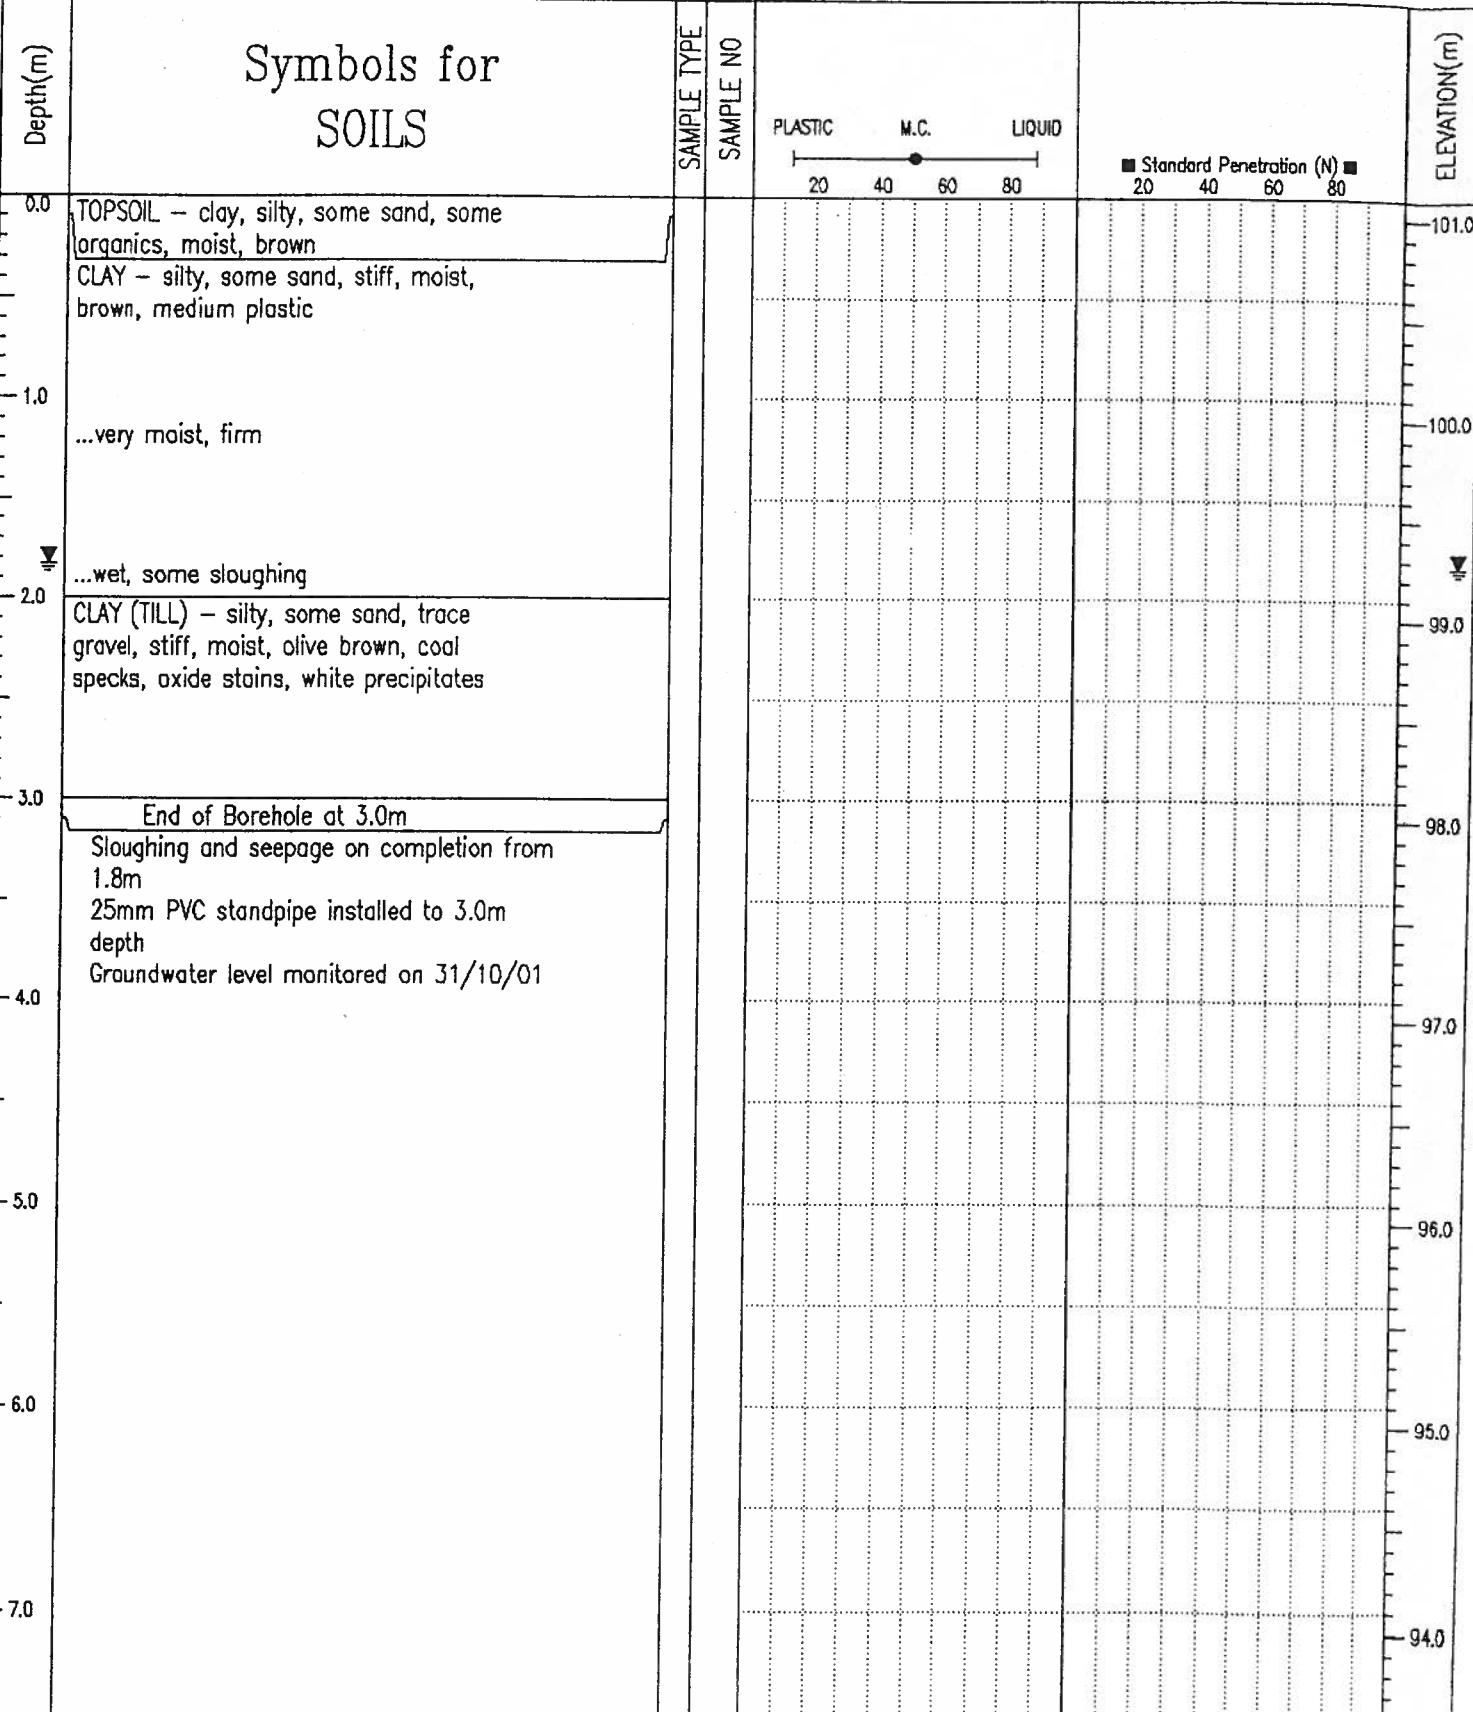 Depth(m)
Symbols for
SOILS
SAMPLE TYPE
SAMPLE NO
PLASTIC M.C. LIQUID
20 40 60 80
■ Standard Penetration (N) ■
20 40 60 80
ELEVATION(m)
0.0
TOPSOIL – clay, silty, some sand, some
organics, moist, brown
101.0
CLAY – silty, some sand, stiff, moist,
brown, medium plastic
1.0
...very moist, firm
100.0
...wet, some sloughing
2.0
CLAY (TILL) – silty, some sand, trace
99.0
gravel, stiff, moist, olive brown, coal
specks, oxide stains, white precipitates
3.0
End of Borehole at 3.0m
98.0
Sloughing and seepage on completion from
1.8m
25mm PVC standpipe installed to 3.0m
depth
Groundwater level monitored on 31/10/01
4.0
97.0
5.0
96.0
6.0
95.0
7.0
94.0